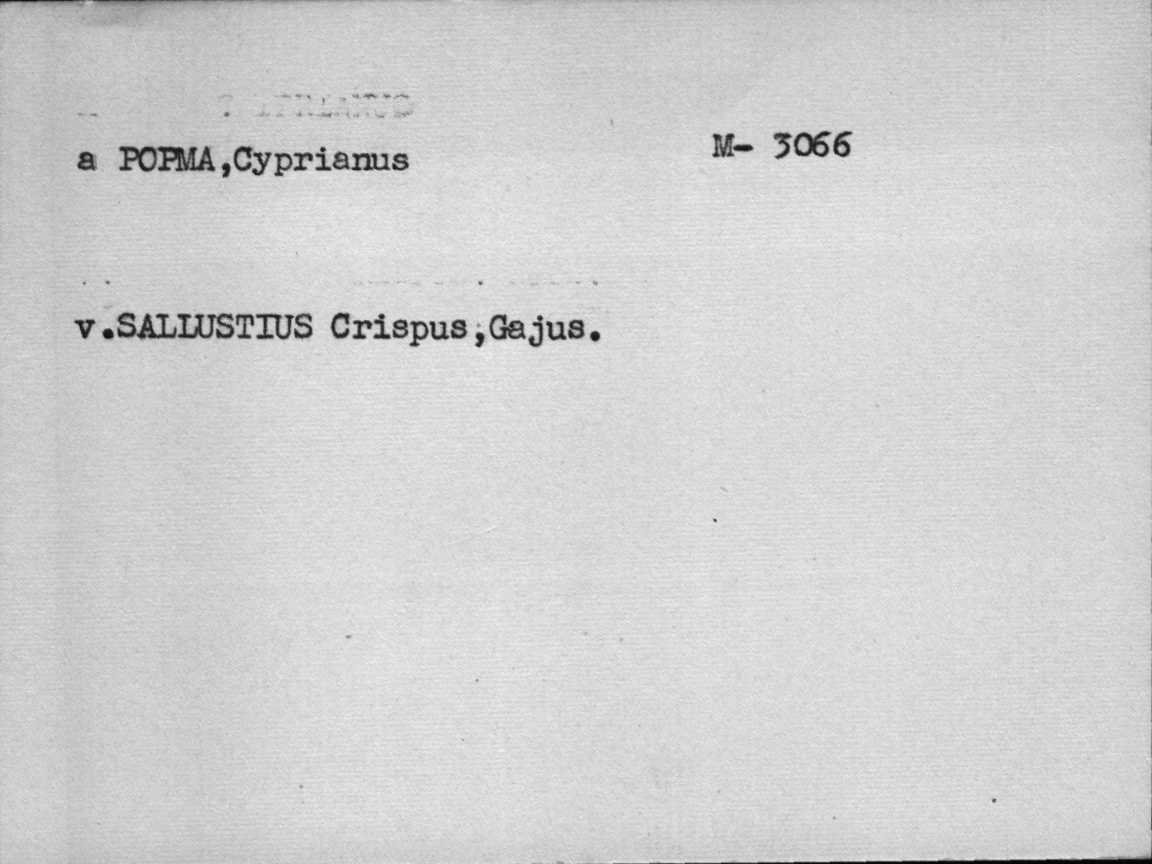 a POPMA,Cyprianus M- 3066
v.SALLUSTIUS Crispus,Gajus.